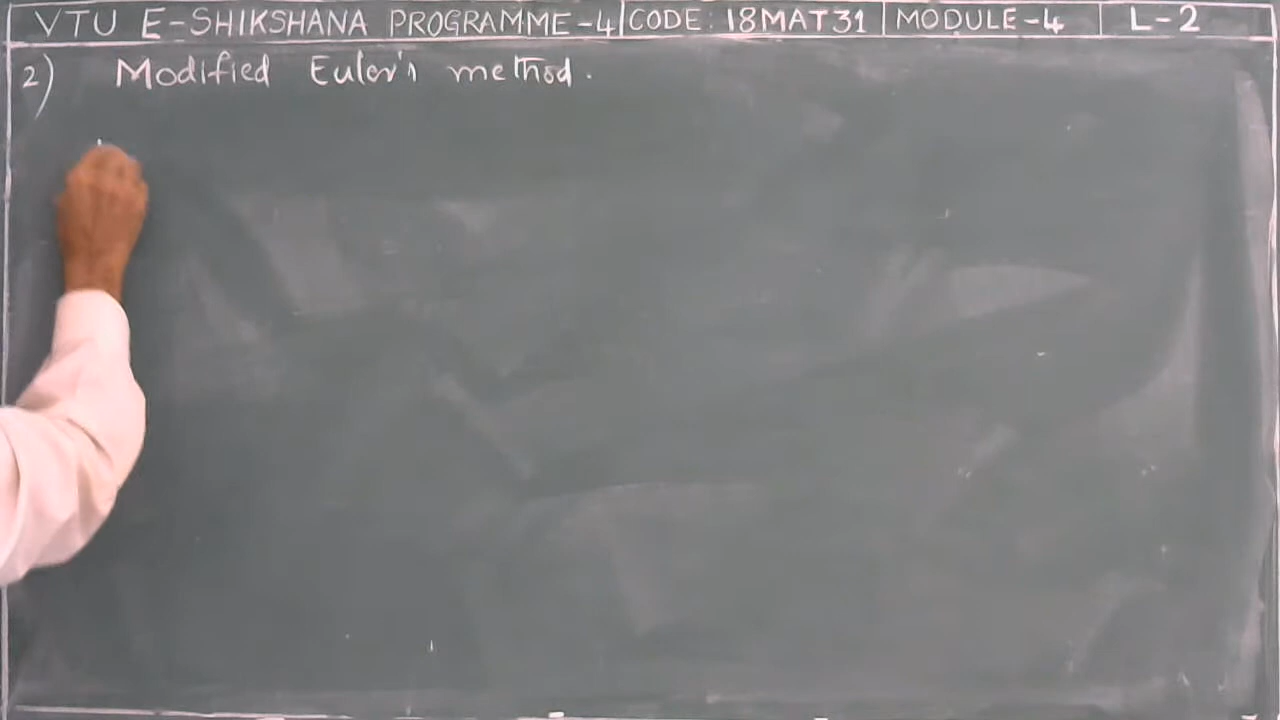 VTU E-SHIKSHANA PROGRAMME-4 CODE: 18MAT31 MODULE-4 L-2
2) Modified Euler's method.